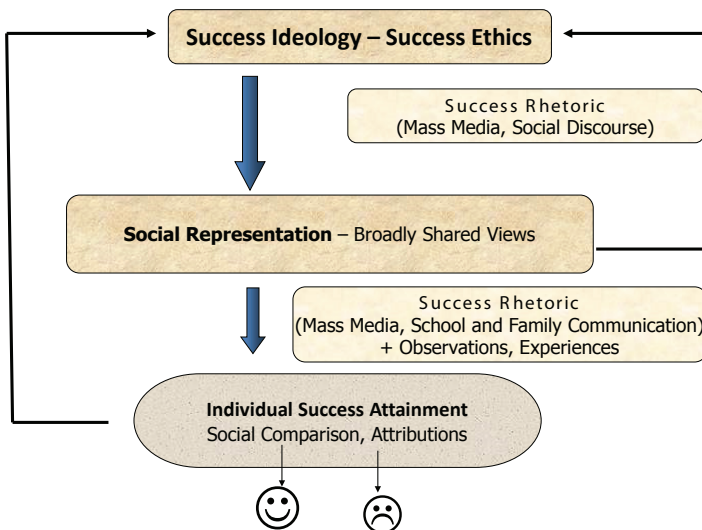 Success Ideology – Success Ethics
Success Rhetoric
(Mass Media, Social Discourse)
Social Representation – Broadly Shared Views
Success Rhetoric
(Mass Media, School and Family Communication)
+ Observations, Experiences
Individual Success Attainment
Social Comparison, Attributions